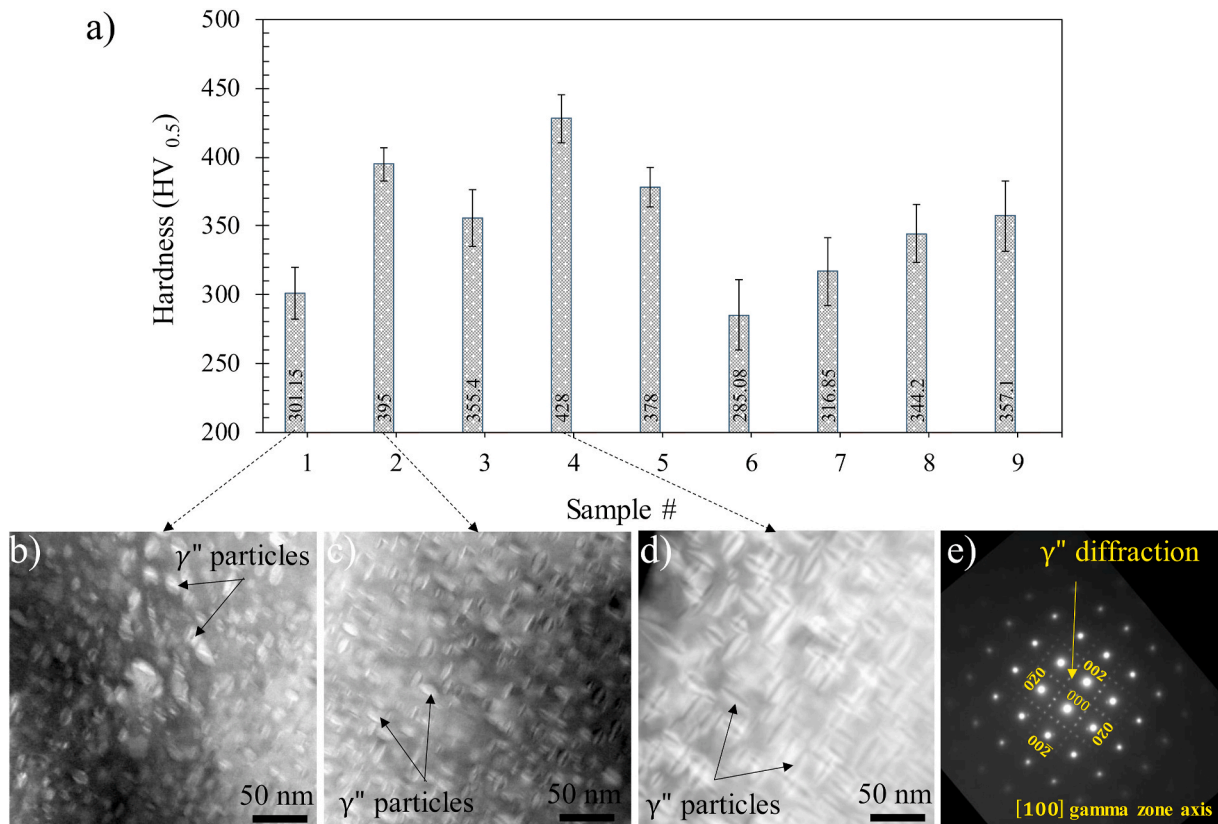 a)
500
450
400
350
300
250
200
Hardness (HV 0.5)
301.15
395
355.4
428
378
285.08
316.85
344.2
357.1
1 2 3 4 5 6 7 8 9
Sample #
b)
γ" particles
50 nm
c)
γ" particles
50 nm
d)
γ" particles
50 nm
e)
γ" diffraction
002
02̄0
000
020
002̄
[100] gamma zone axis